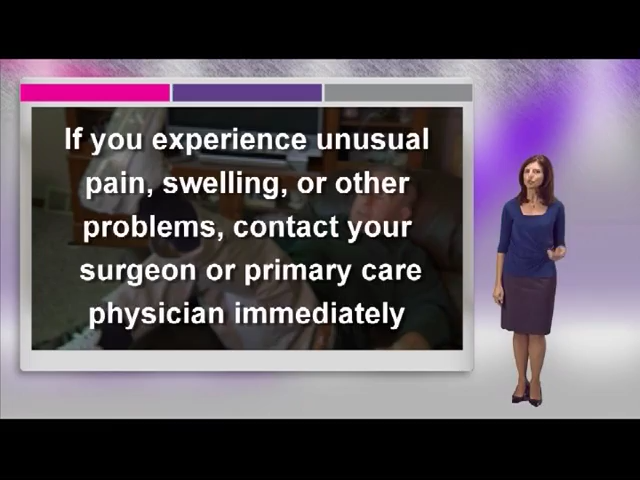 If you experience unusual
pain, swelling, or other
problems, contact your
surgeon or primary care
physician immediately